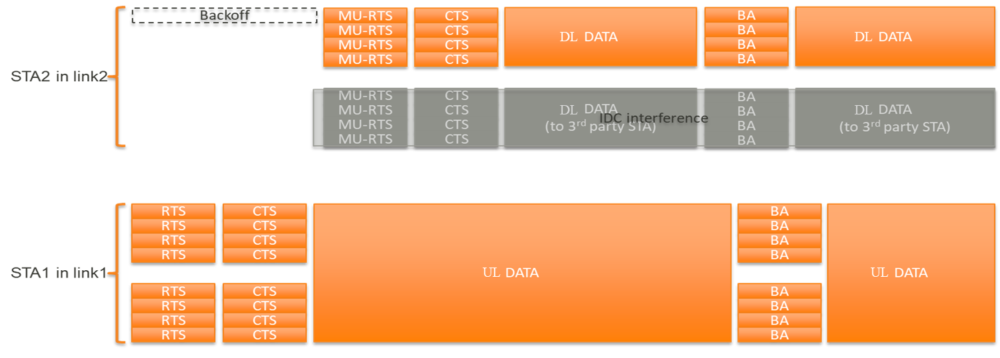 Backoff
MU-RTS CTS BA
MU-RTS CTS DL DATA BA DL DATA
MU-RTS CTS BA
MU-RTS CTS BA
STA2 in link2
MU-RTS CTS BA
MU-RTS CTS DL DATA BA DL DATA
IDC interference
MU-RTS CTS (to 3rd party STA) BA (to 3rd party STA)
MU-RTS CTS BA
RTS CTS BA
RTS CTS BA
RTS CTS BA
RTS CTS BA
STA1 in link1 UL DATA UL DATA
RTS CTS BA
RTS CTS BA
RTS CTS BA
RTS CTS BA